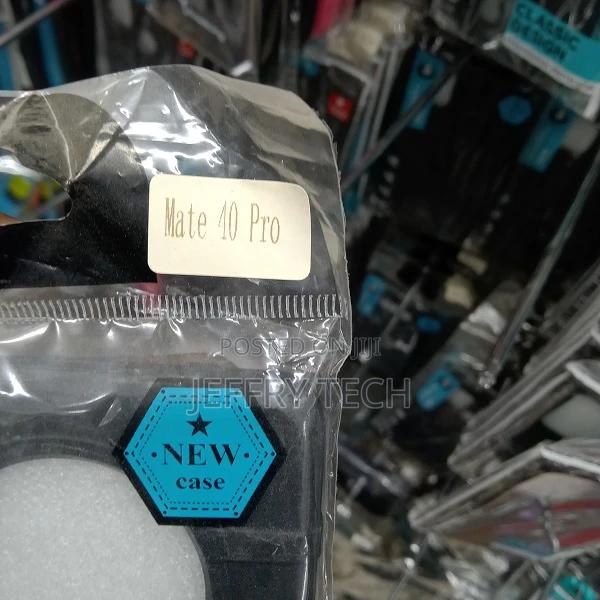 CLASSIC
DESIGN
Mate 40 Pro
POSTED ON JIJI
JEFFRY TECH
★
NEW
case